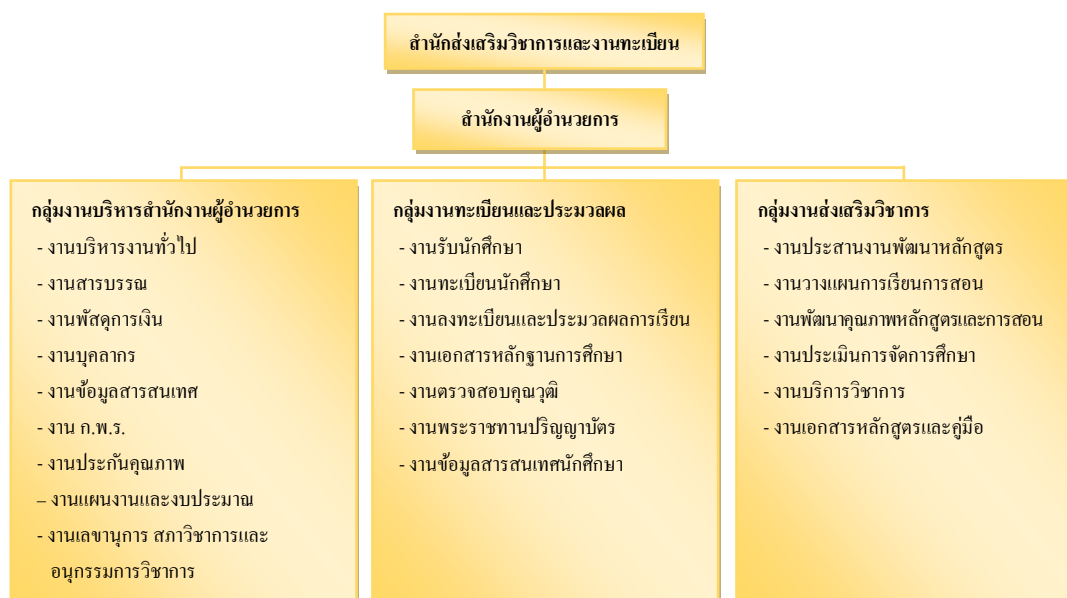 สำนักส่งเสริมวิชาการและงานทะเบียน
สำนักงานผู้อำนวยการ
กลุ่มงานบริหารสำนักงานผู้อำนวยการ
- งานบริหารงานทั่วไป
- งานสารบรรณ
- งานพัสดุการเงิน
- งานบุคลากร
- งานข้อมูลสารสนเทศ
- งาน ก.พ.ร.
- งานประกันคุณภาพ
– งานแผนงานและงบประมาณ
- งานเลขานุการ สภาวิชาการและ
อนุกรรมการวิชาการ
กลุ่มงานทะเบียนและประมวลผล
- งานรับนักศึกษา
- งานทะเบียนนักศึกษา
- งานลงทะเบียนและประมวลผลการเรียน
- งานเอกสารหลักฐานการศึกษา
- งานตรวจสอบคุณวุฒิ
- งานพระราชทานปริญญาบัตร
- งานข้อมูลสารสนเทศนักศึกษา
กลุ่มงานส่งเสริมวิชาการ
- งานประสานงานพัฒนาหลักสูตร
- งานวางแผนการเรียนการสอน
- งานพัฒนาคุณภาพหลักสูตรและการสอน
- งานประเมินการจัดการศึกษา
- งานบริการวิชาการ
- งานเอกสารหลักสูตรและคู่มือ